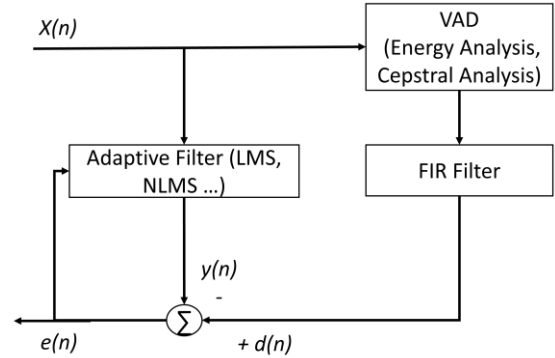 X(n)
VAD
(Energy Analysis,
Cepstral Analysis)
Adaptive Filter (LMS,
NLMS ...)
FIR Filter
y(n)
-
∑
e(n)
+ d(n)